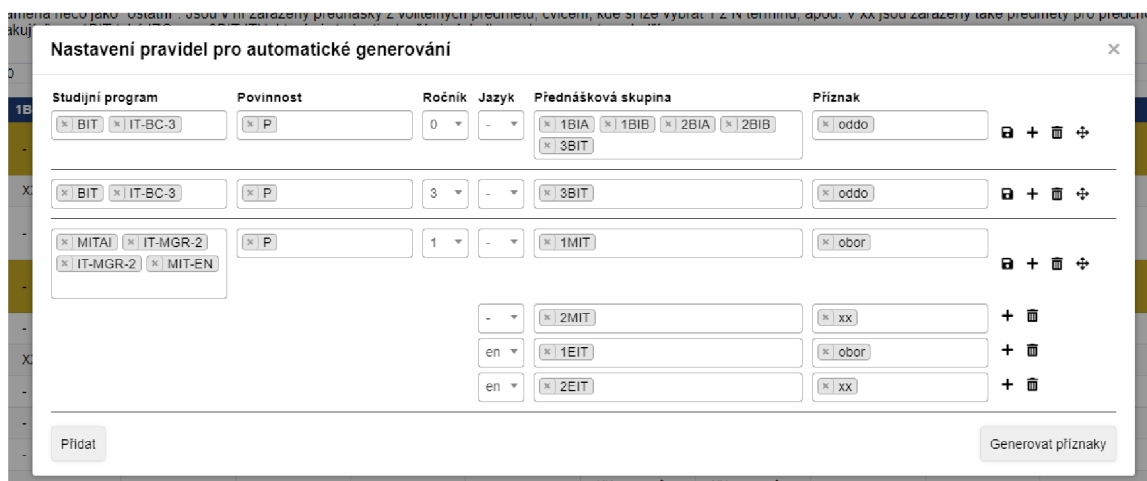 Nastavení pravidel pro automatické generování ×
Studijní program Povinnost Ročník Jazyk Přednášková skupina Příznak
× BIT × IT-BC-3 × P 0 - × 1BIA × 1BIB × 2BIA × 2BIB × oddo
× 3BIT
× BIT × IT-BC-3 × P 3 - × 3BIT × oddo
× MITAI × IT-MGR-2 × P 1 - × 1MIT × obor
× IT-MGR-2 × MIT-EN
- × 2MIT × xx
en × 1EIT × obor
en × 2EIT × xx
Přidat Generovat příznaky